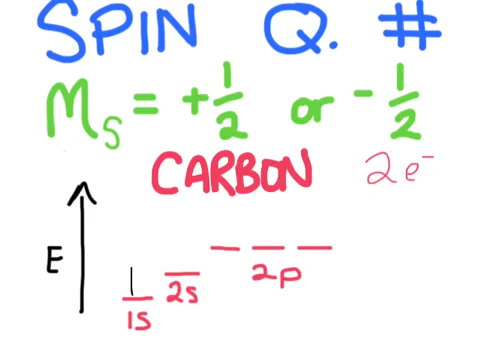 SPIN Q. #
Ms = + 1/2 or - 1/2
CARBON 2e⁻
E
2p
2s
1s